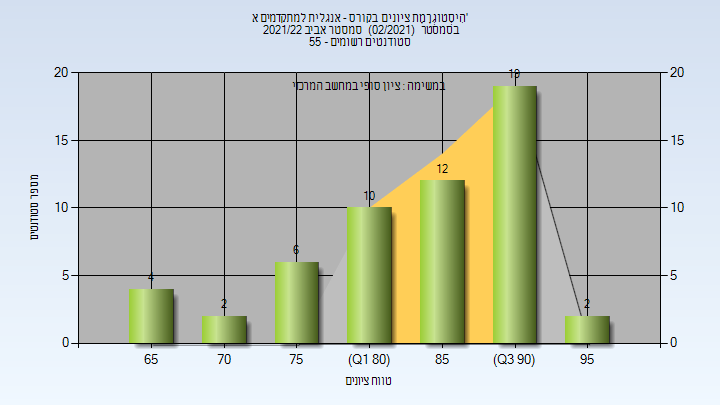 היסטוגרמת ציונים בקורס - אנגלית למתקדמים א'
בסמסטר (02/2021) סמסטר אביב 2021/22
סטודנטים רשומים - 55
במשימה : ציון סופי במחשב המרכזי
20 20
15 15
10 10
5 5
0 0
4 2 6 10 12 19 2
65 70 75 (Q1 80) 85 (Q3 90) 95
מספר סטודנטים
טווח ציונים